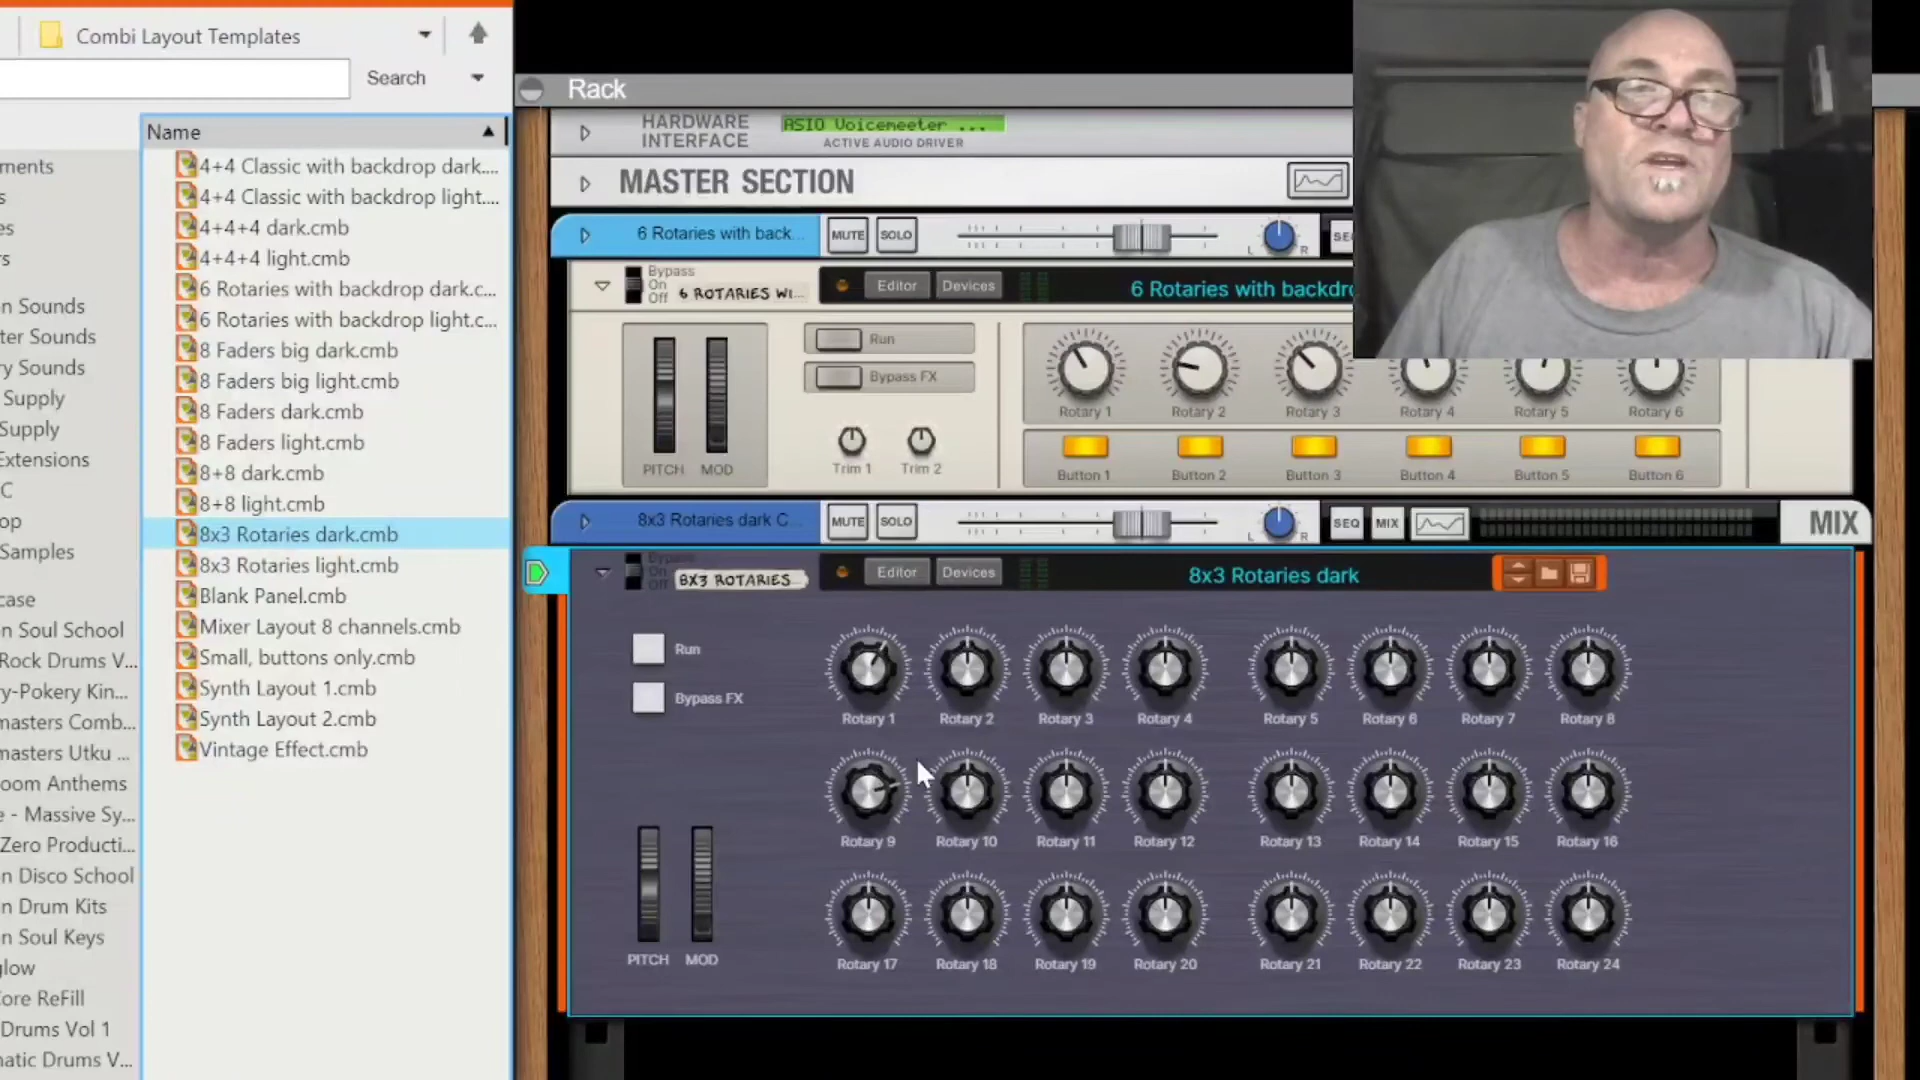 Combi Layout Templates
Search
Name
4+4 Classic with backdrop dark....
4+4 Classic with backdrop light....
4+4+4 dark.cmb
4+4+4 light.cmb
6 Rotaries with backdrop dark.c...
6 Rotaries with backdrop light.c...
8 Faders big dark.cmb
8 Faders big light.cmb
8 Faders dark.cmb
8 Faders light.cmb
8+8 dark.cmb
8+8 light.cmb
8x3 Rotaries dark.cmb
8x3 Rotaries light.cmb
Blank Panel.cmb
Mixer Layout 8 channels.cmb
Small, buttons only.cmb
Synth Layout 1.cmb
Synth Layout 2.cmb
Vintage Effect.cmb
ments
s
es
rs
n Sounds
ter Sounds
ry Sounds
Supply
Supply
Extensions
C
op
Samples
case
n Soul School
Rock Drums V...
ry-Pokery Kin...
masters Comb...
masters Utku ...
oom Anthems
e - Massive Sy...
Zero Producti...
n Disco School
n Drum Kits
n Soul Keys
glow
Core ReFill
Drums Vol 1
matic Drums V...
Rack
HARDWARE INTERFACE
ASIO Voicemeeter ...
ACTIVE AUDIO DRIVER
MASTER SECTION
6 Rotaries with back... MUTE SOLO L R SE
Bypass
On
Off
6 ROTARIES WI...
Editor Devices 6 Rotaries with backdro
Run
Bypass FX
PITCH MOD
Trim 1 Trim 2
Rotary 1 Rotary 2 Rotary 3 Rotary 4 Rotary 5 Rotary 6
Button 1 Button 2 Button 3 Button 4 Button 5 Button 6
8x3 Rotaries dark C... MUTE SOLO L R SEQ MIX MIX
Bypass
On
Off
8X3 ROTARIES...
Editor Devices 8x3 Rotaries dark
Run
Bypass FX
Rotary 1 Rotary 2 Rotary 3 Rotary 4 Rotary 5 Rotary 6 Rotary 7 Rotary 8
Rotary 9 Rotary 10 Rotary 11 Rotary 12 Rotary 13 Rotary 14 Rotary 15 Rotary 16
PITCH MOD
Rotary 17 Rotary 18 Rotary 19 Rotary 20 Rotary 21 Rotary 22 Rotary 23 Rotary 24